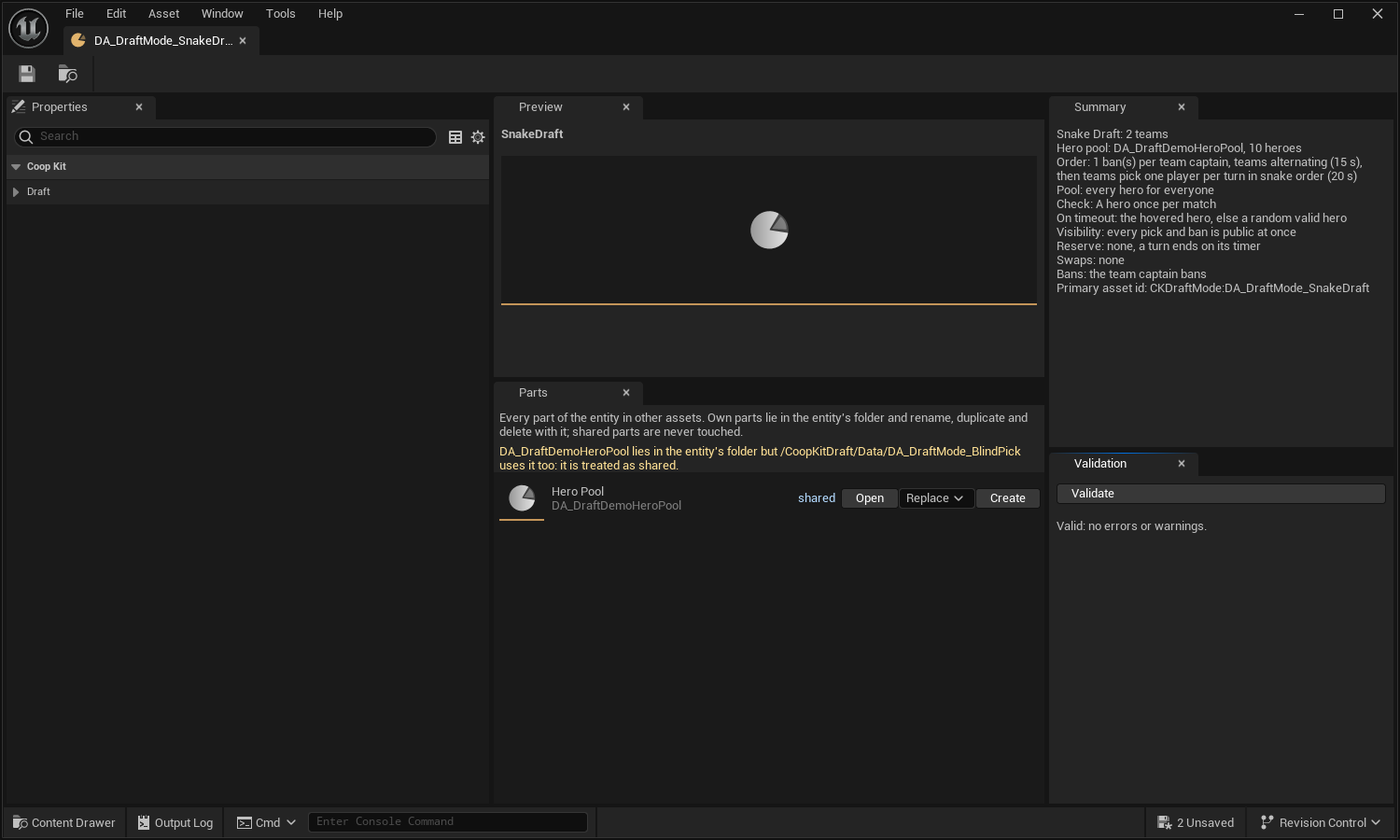 File Edit Asset Window Tools Help
DA_DraftMode_SnakeDr...
Properties
Search
Coop Kit
Draft
Preview
SnakeDraft
Parts
Every part of the entity in other assets. Own parts lie in the entity's folder and rename, duplicate and
delete with it; shared parts are never touched.
DA_DraftDemoHeroPool lies in the entity's folder but /CoopKitDraft/Data/DA_DraftMode_BlindPick
uses it too: it is treated as shared.
Hero Pool
DA_DraftDemoHeroPool
shared Open Replace Create
Summary
Snake Draft: 2 teams
Hero pool: DA_DraftDemoHeroPool, 10 heroes
Order: 1 ban(s) per team captain, teams alternating (15 s),
then teams pick one player per turn in snake order (20 s)
Pool: every hero for everyone
Check: A hero once per match
On timeout: the hovered hero, else a random valid hero
Visibility: every pick and ban is public at once
Reserve: none, a turn ends on its timer
Swaps: none
Bans: the team captain bans
Primary asset id: CKDraftMode:DA_DraftMode_SnakeDraft
Validation
Validate
Valid: no errors or warnings.
Content Drawer Output Log Cmd Enter Console Command 2 Unsaved Revision Control